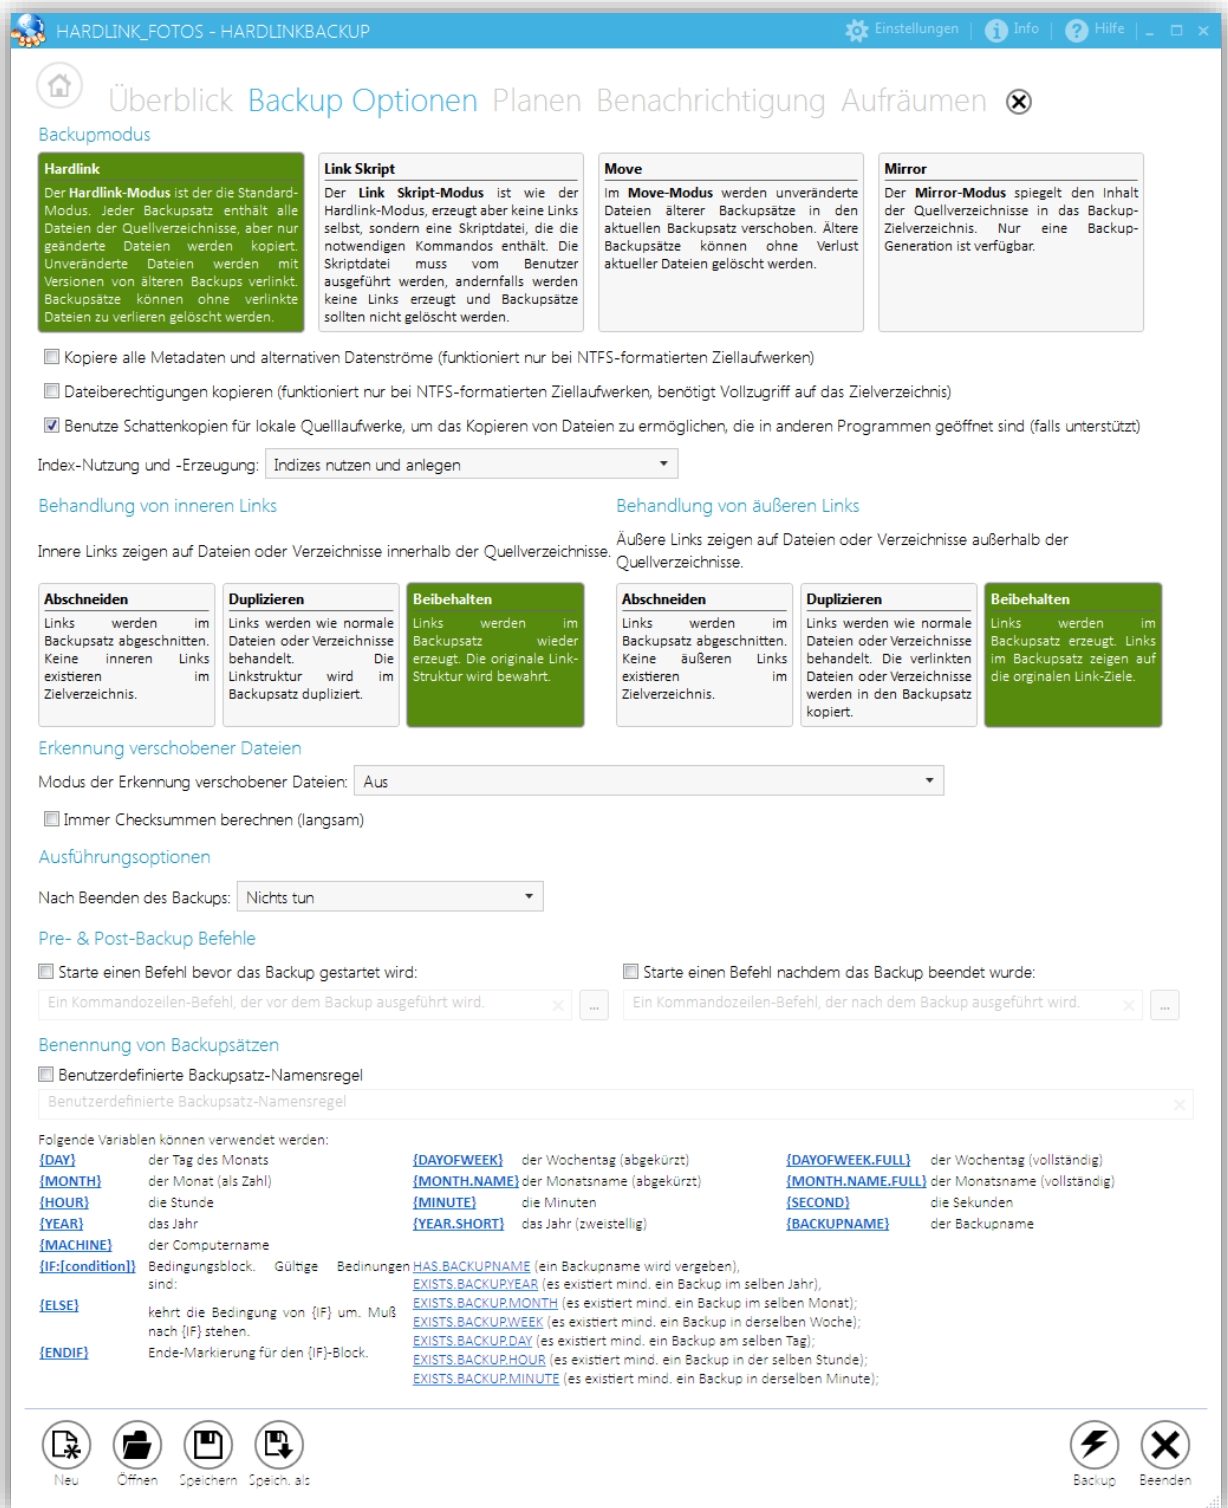 HARDLINK_FOTOS - HARDLINKBACKUP
Einstellungen
Info
Hilfe
Überblick Backup Optionen Planen Benachrichtigung Aufräumen
Backupmodus
Hardlink
Der Hardlink-Modus ist der die Standard-
Modus. Jeder Backupsatz enthält alle
Dateien der Quellverzeichnisse, aber nur
geänderte Dateien werden kopiert.
Unveränderte Dateien werden mit
Versionen von älteren Backups verlinkt.
Backupsätze können ohne verlinkte
Dateien zu verlieren gelöscht werden.
Link Skript
Der Link Skript-Modus ist wie der
Hardlink-Modus, erzeugt aber keine Links
selbst, sondern eine Skriptdatei, die die
notwendigen Kommandos enthält. Die
Skriptdatei muss vom Benutzer
ausgeführt werden, andernfalls werden
keine Links erzeugt und Backupsätze
sollten nicht gelöscht werden.
Move
Im Move-Modus werden unveränderte
Dateien älterer Backupsätze in den
aktuellen Backupsatz verschoben. Ältere
Backupsätze können ohne Verlust
aktueller Dateien gelöscht werden.
Mirror
Der Mirror-Modus spiegelt den Inhalt
der Quellverzeichnisse in das Backup-
Zielverzeichnis. Nur eine Backup-
Generation ist verfügbar.
Kopiere alle Metadaten und alternativen Datenströme (funktioniert nur bei NTFS-formatierten Ziellaufwerken)
Dateiberechtigungen kopieren (funktioniert nur bei NTFS-formatierten Ziellaufwerken, benötigt Vollzugriff auf das Zielverzeichnis)
Benutze Schattenkopien für lokale Quelllaufwerke, um das Kopieren von Dateien zu ermöglichen, die in anderen Programmen geöffnet sind (falls unterstützt)
Index-Nutzung und -Erzeugung: Indizes nutzen und anlegen
Behandlung von inneren Links
Innere Links zeigen auf Dateien oder Verzeichnisse innerhalb der Quellverzeichnisse.
Abschneiden
Links werden im
Backupsatz abgeschnitten.
Keine inneren Links
existieren im
Zielverzeichnis.
Duplizieren
Links werden wie normale
Dateien oder Verzeichnisse
behandelt. Die
Linkstruktur wird im
Backupsatz dupliziert.
Beibehalten
Links werden im
Backupsatz wieder
erzeugt. Die originale Link-
Struktur wird bewahrt.
Behandlung von äußeren Links
Äußere Links zeigen auf Dateien oder Verzeichnisse außerhalb der
Quellverzeichnisse.
Abschneiden
Links werden im
Backupsatz abgeschnitten.
Keine äußeren Links
existieren im
Zielverzeichnis.
Duplizieren
Links werden wie normale
Dateien oder Verzeichnisse
behandelt. Die verlinkten
Dateien oder Verzeichnisse
werden in den Backupsatz
kopiert.
Beibehalten
Links werden im
Backupsatz erzeugt. Links
im Backupsatz zeigen auf
die orginalen Link-Ziele.
Erkennung verschobener Dateien
Modus der Erkennung verschobener Dateien: Aus
Immer Checksummen berechnen (langsam)
Ausführungsoptionen
Nach Beenden des Backups: Nichts tun
Pre- & Post-Backup Befehle
Starte einen Befehl bevor das Backup gestartet wird:
Ein Kommandozeilen-Befehl, der vor dem Backup ausgeführt wird.
...
Starte einen Befehl nachdem das Backup beendet wurde:
Ein Kommandozeilen-Befehl, der nach dem Backup ausgeführt wird.
...
Benennung von Backupsätzen
Benutzerdefinierte Backupsatz-Namensregel
Benutzerdefinierte Backupsatz-Namensregel
Folgende Variablen können verwendet werden:
{DAY} der Tag des Monats {DAYOFWEEK} der Wochentag (abgekürzt) {DAYOFWEEK.FULL} der Wochentag (vollständig)
{MONTH} der Monat (als Zahl) {MONTH.NAME} der Monatsname (abgekürzt) {MONTH.NAME.FULL} der Monatsname (vollständig)
{HOUR} die Stunde {MINUTE} die Minuten {SECOND} die Sekunden
{YEAR} das Jahr {YEAR.SHORT} das Jahr (zweistellig) {BACKUPNAME} der Backupname
{MACHINE} der Computername
{IF:[condition]} Bedingungsblock. Gültige Bedinungen
sind:
{ELSE} kehrt die Bedingung von {IF} um. Muß
nach {IF} stehen.
{ENDIF} Ende-Markierung für den {IF}-Block.
HAS.BACKUPNAME (ein Backupname wird vergeben),
EXISTS.BACKUP.YEAR (es existiert mind. ein Backup im selben Jahr),
EXISTS.BACKUP.MONTH (es existiert mind. ein Backup im selben Monat);
EXISTS.BACKUP.WEEK (es existiert mind. ein Backup in derselben Woche);
EXISTS.BACKUP.DAY (es existiert mind. ein Backup am selben Tag);
EXISTS.BACKUP.HOUR (es existiert mind. ein Backup in der selben Stunde);
EXISTS.BACKUP.MINUTE (es existiert mind. ein Backup in derselben Minute);
Neu
Öffnen
Speichern
Speich. als
Backup
Beenden